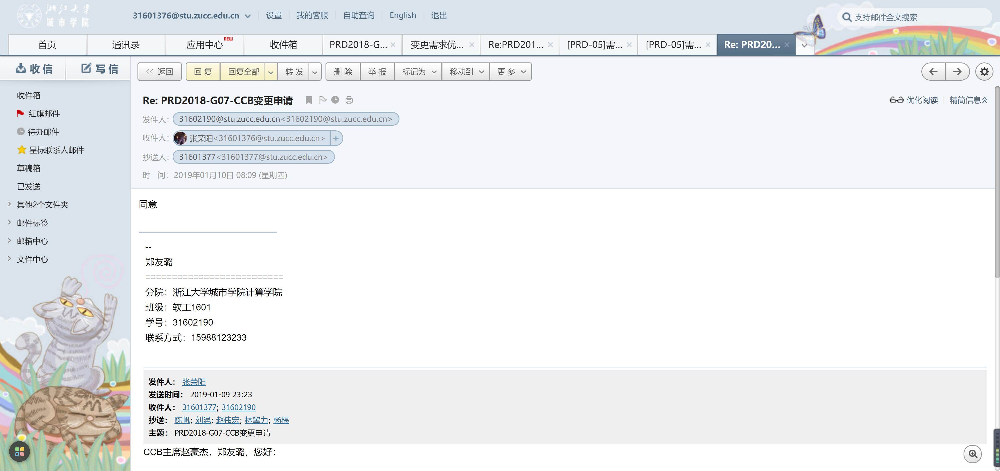 浙江大学
城市学院
31601376@stu.zucc.edu.cn 设置 我的客服 自助查询 English 退出
支持邮件全文搜索
首页 通讯录 应用中心 NEW 收件箱 PRD2018-G... 变更需求优... Re:PRD201... [PRD-05]需... [PRD-05]需... Re: PRD20...
收信 写信
<< 返回 回复 回复全部 转发 删除 举报 标记为 移动到 更多
收件箱
红旗邮件
待办邮件
星标联系人邮件
草稿箱
已发送
其他2个文件夹
邮件标签
邮箱中心
文件中心
Re: PRD2018-G07-CCB变更申请
优化阅读 精简信息
发件人： 31602190@stu.zucc.edu.cn<31602190@stu.zucc.edu.cn>
收件人： 张荣阳<31601376@stu.zucc.edu.cn> +
抄送人： 31601377<31601377@stu.zucc.edu.cn>
时 间： 2019年01月10日 08:09 (星期四)
同意
--
郑友璐
==========================
分院：浙江大学城市学院计算学院
班级：软工1601
学号：31602190
联系方式：15988123233
发件人： 张荣阳
发送时间： 2019-01-09 23:23
收件人： 31601377; 31602190
抄送： 陈帆; 刘浥; 赵伟宏; 林翼力; 杨枨
主题： PRD2018-G07-CCB变更申请
CCB主席赵豪杰，郑友璐，您好：